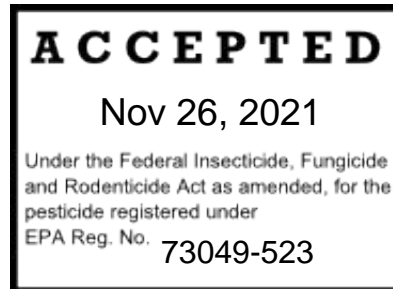 ACCEPTED
Nov 26, 2021
Under the Federal Insecticide, Fungicide
and Rodenticide Act as amended, for the
pesticide registered under
EPA Reg. No. 73049-523